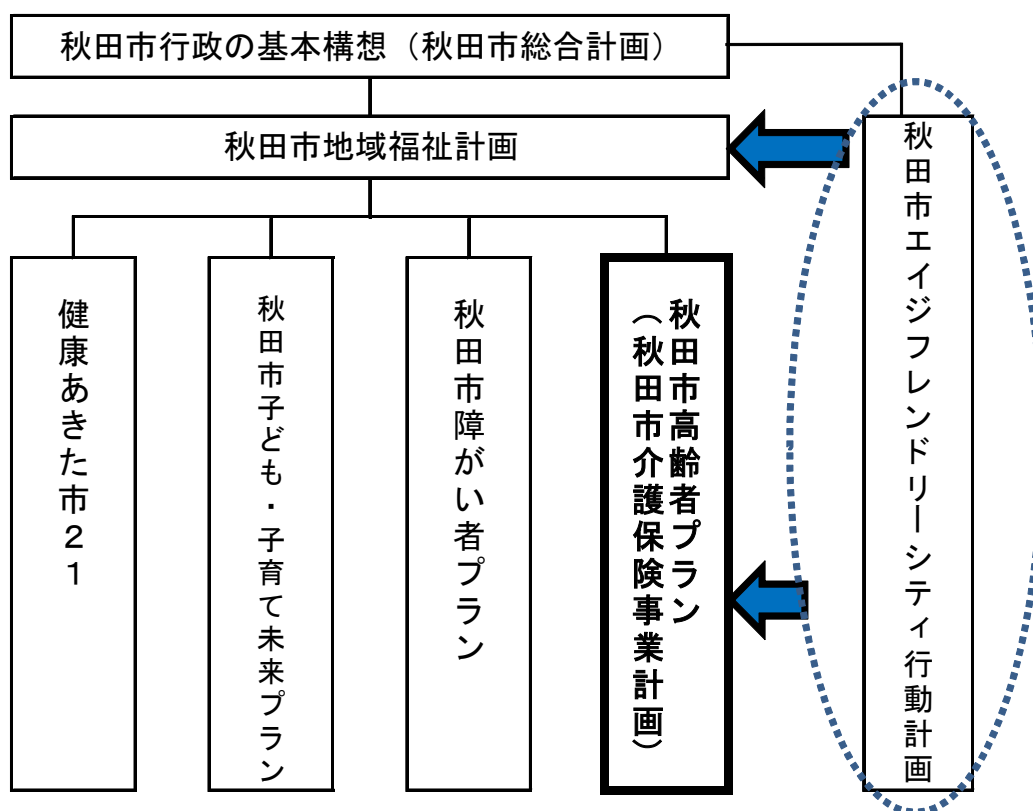 秋田市行政の基本構想（秋田市総合計画）
秋田市地域福祉計画
健康あきた市２１
秋田市子ども・子育て未来プラン
秋田市障がい者プラン
秋田市高齢者プラン
（秋田市介護保険事業計画）
秋田市エイジフレンドリーシティ行動計画